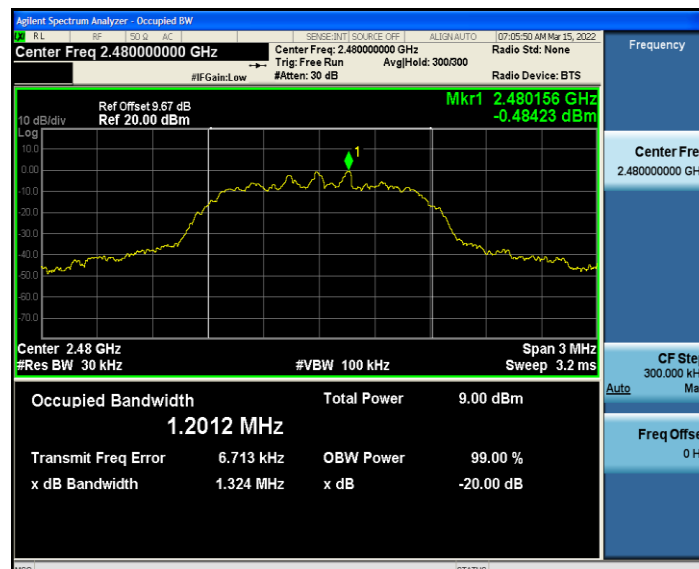 Agilent Spectrum Analyzer - Occupied BW
RL RF 50 Ω AC SENSE:INT SOURCE OFF ALIGN AUTO 07:05:50 AM Mar 15, 2022
Center Freq 2.480000000 GHz
Center Freq: 2.480000000 GHz Radio Std: None
Trig: Free Run Avg|Hold: 300/300
#IFGain:Low #Atten: 30 dB Radio Device: BTS
Frequency
Ref Offset 9.67 dB
Ref 20.00 dBm
10 dB/div
Log
Mkr1 2.480156 GHz
-0.48423 dBm
10.0
0.00
-10.0
-20.0
-30.0
-40.0
-50.0
-60.0
-70.0
1
Center 2.48 GHz Span 3 MHz
#Res BW 30 kHz #VBW 100 kHz Sweep 3.2 ms
Occupied Bandwidth Total Power 9.00 dBm
1.2012 MHz
Transmit Freq Error 6.713 kHz OBW Power 99.00 %
x dB Bandwidth 1.324 MHz x dB -20.00 dB
Center Fre
2.480000000 GH
CF Ste
300.000 kH
Auto Ma
Freq Offse
0 H